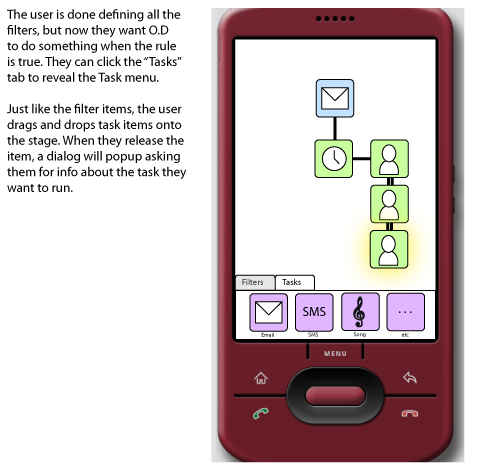 The user is done defining all the
filters, but now they want O.D
to do something when the rule
is true. They can click the “Tasks”
tab to reveal the Task menu.
Just like the filter items, the user
drags and drops task items onto
the stage. When they release the
item, a dialog will popup asking
them for info about the task they
want to run.
Filters Tasks
SMS ...
Email SMS Song etc
MENU